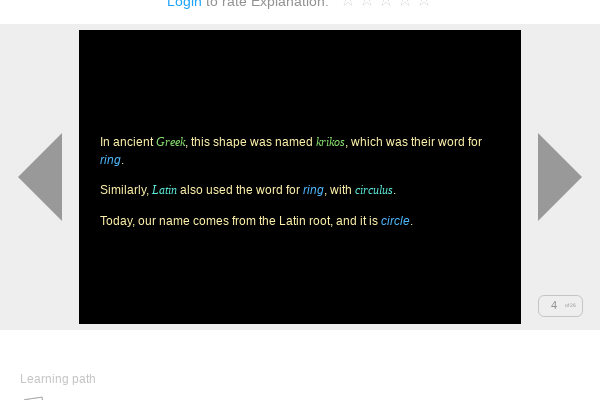 Login to rate Explanation:
In ancient Greek, this shape was named krikos, which was their word for
ring.
Similarly, Latin also used the word for ring, with circulus.
Today, our name comes from the Latin root, and it is circle.
4
Learning path